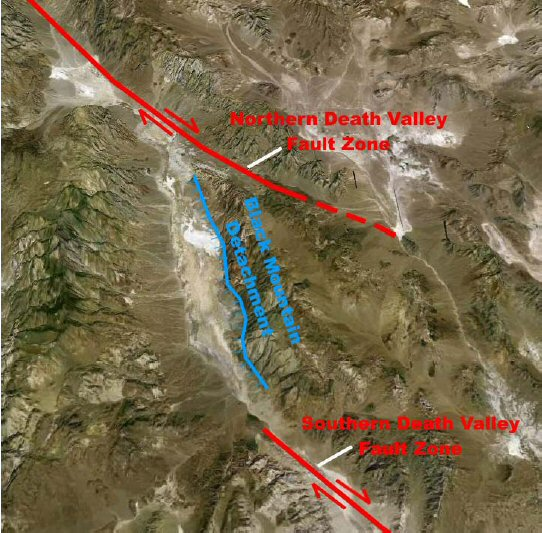 Northern Death Valley
Fault Zone
Black Mountain
Detachment
Southern Death Valley
Fault Zone